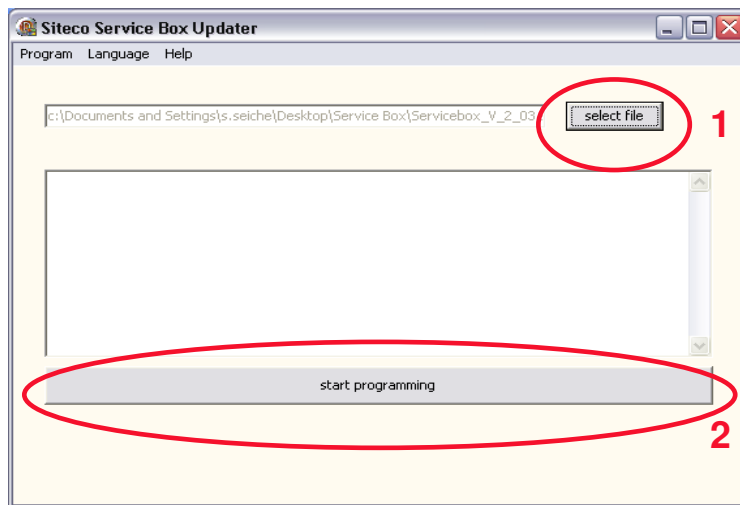 Siteco Service Box Updater
Program Language Help
c:\Documents and Settings\s.seiche\Desktop\Service Box\Servicebox_V_2_03
select file
1
start programming
2